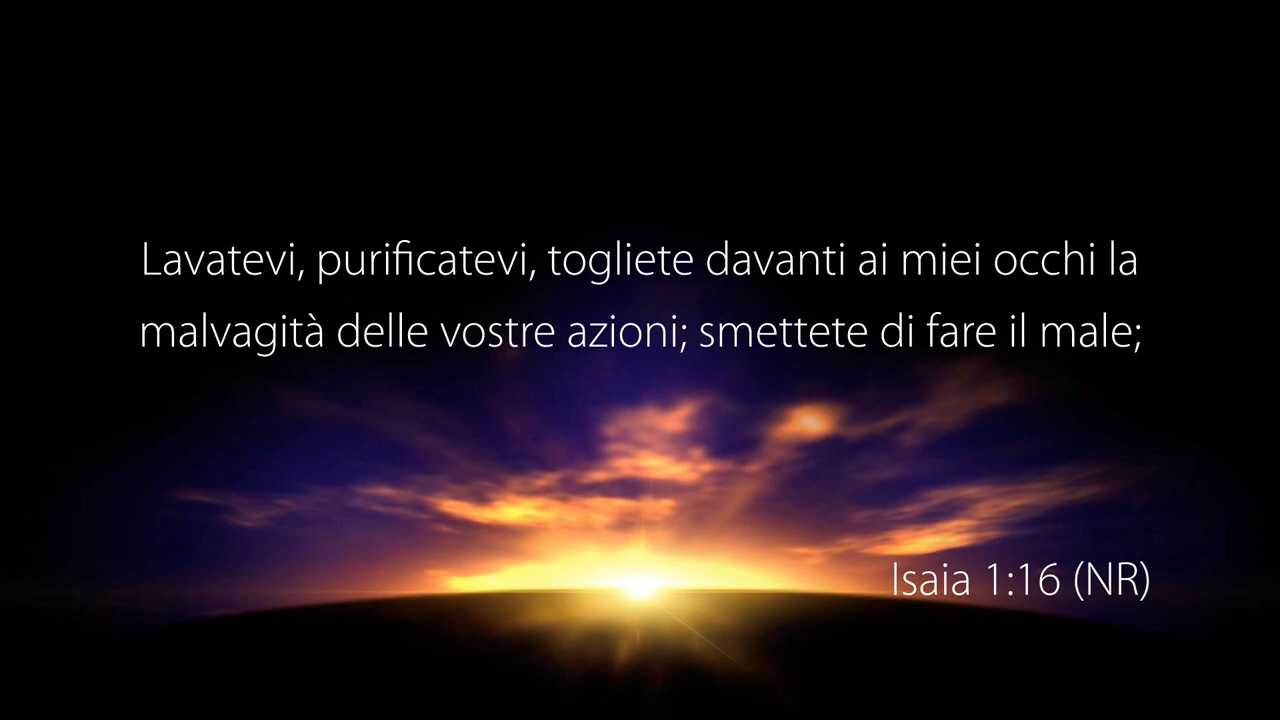 Lavatevi, purificatevi, togliete davanti ai miei occhi la
malvagità delle vostre azioni; smettete di fare il male;
Isaia 1:16 (NR)